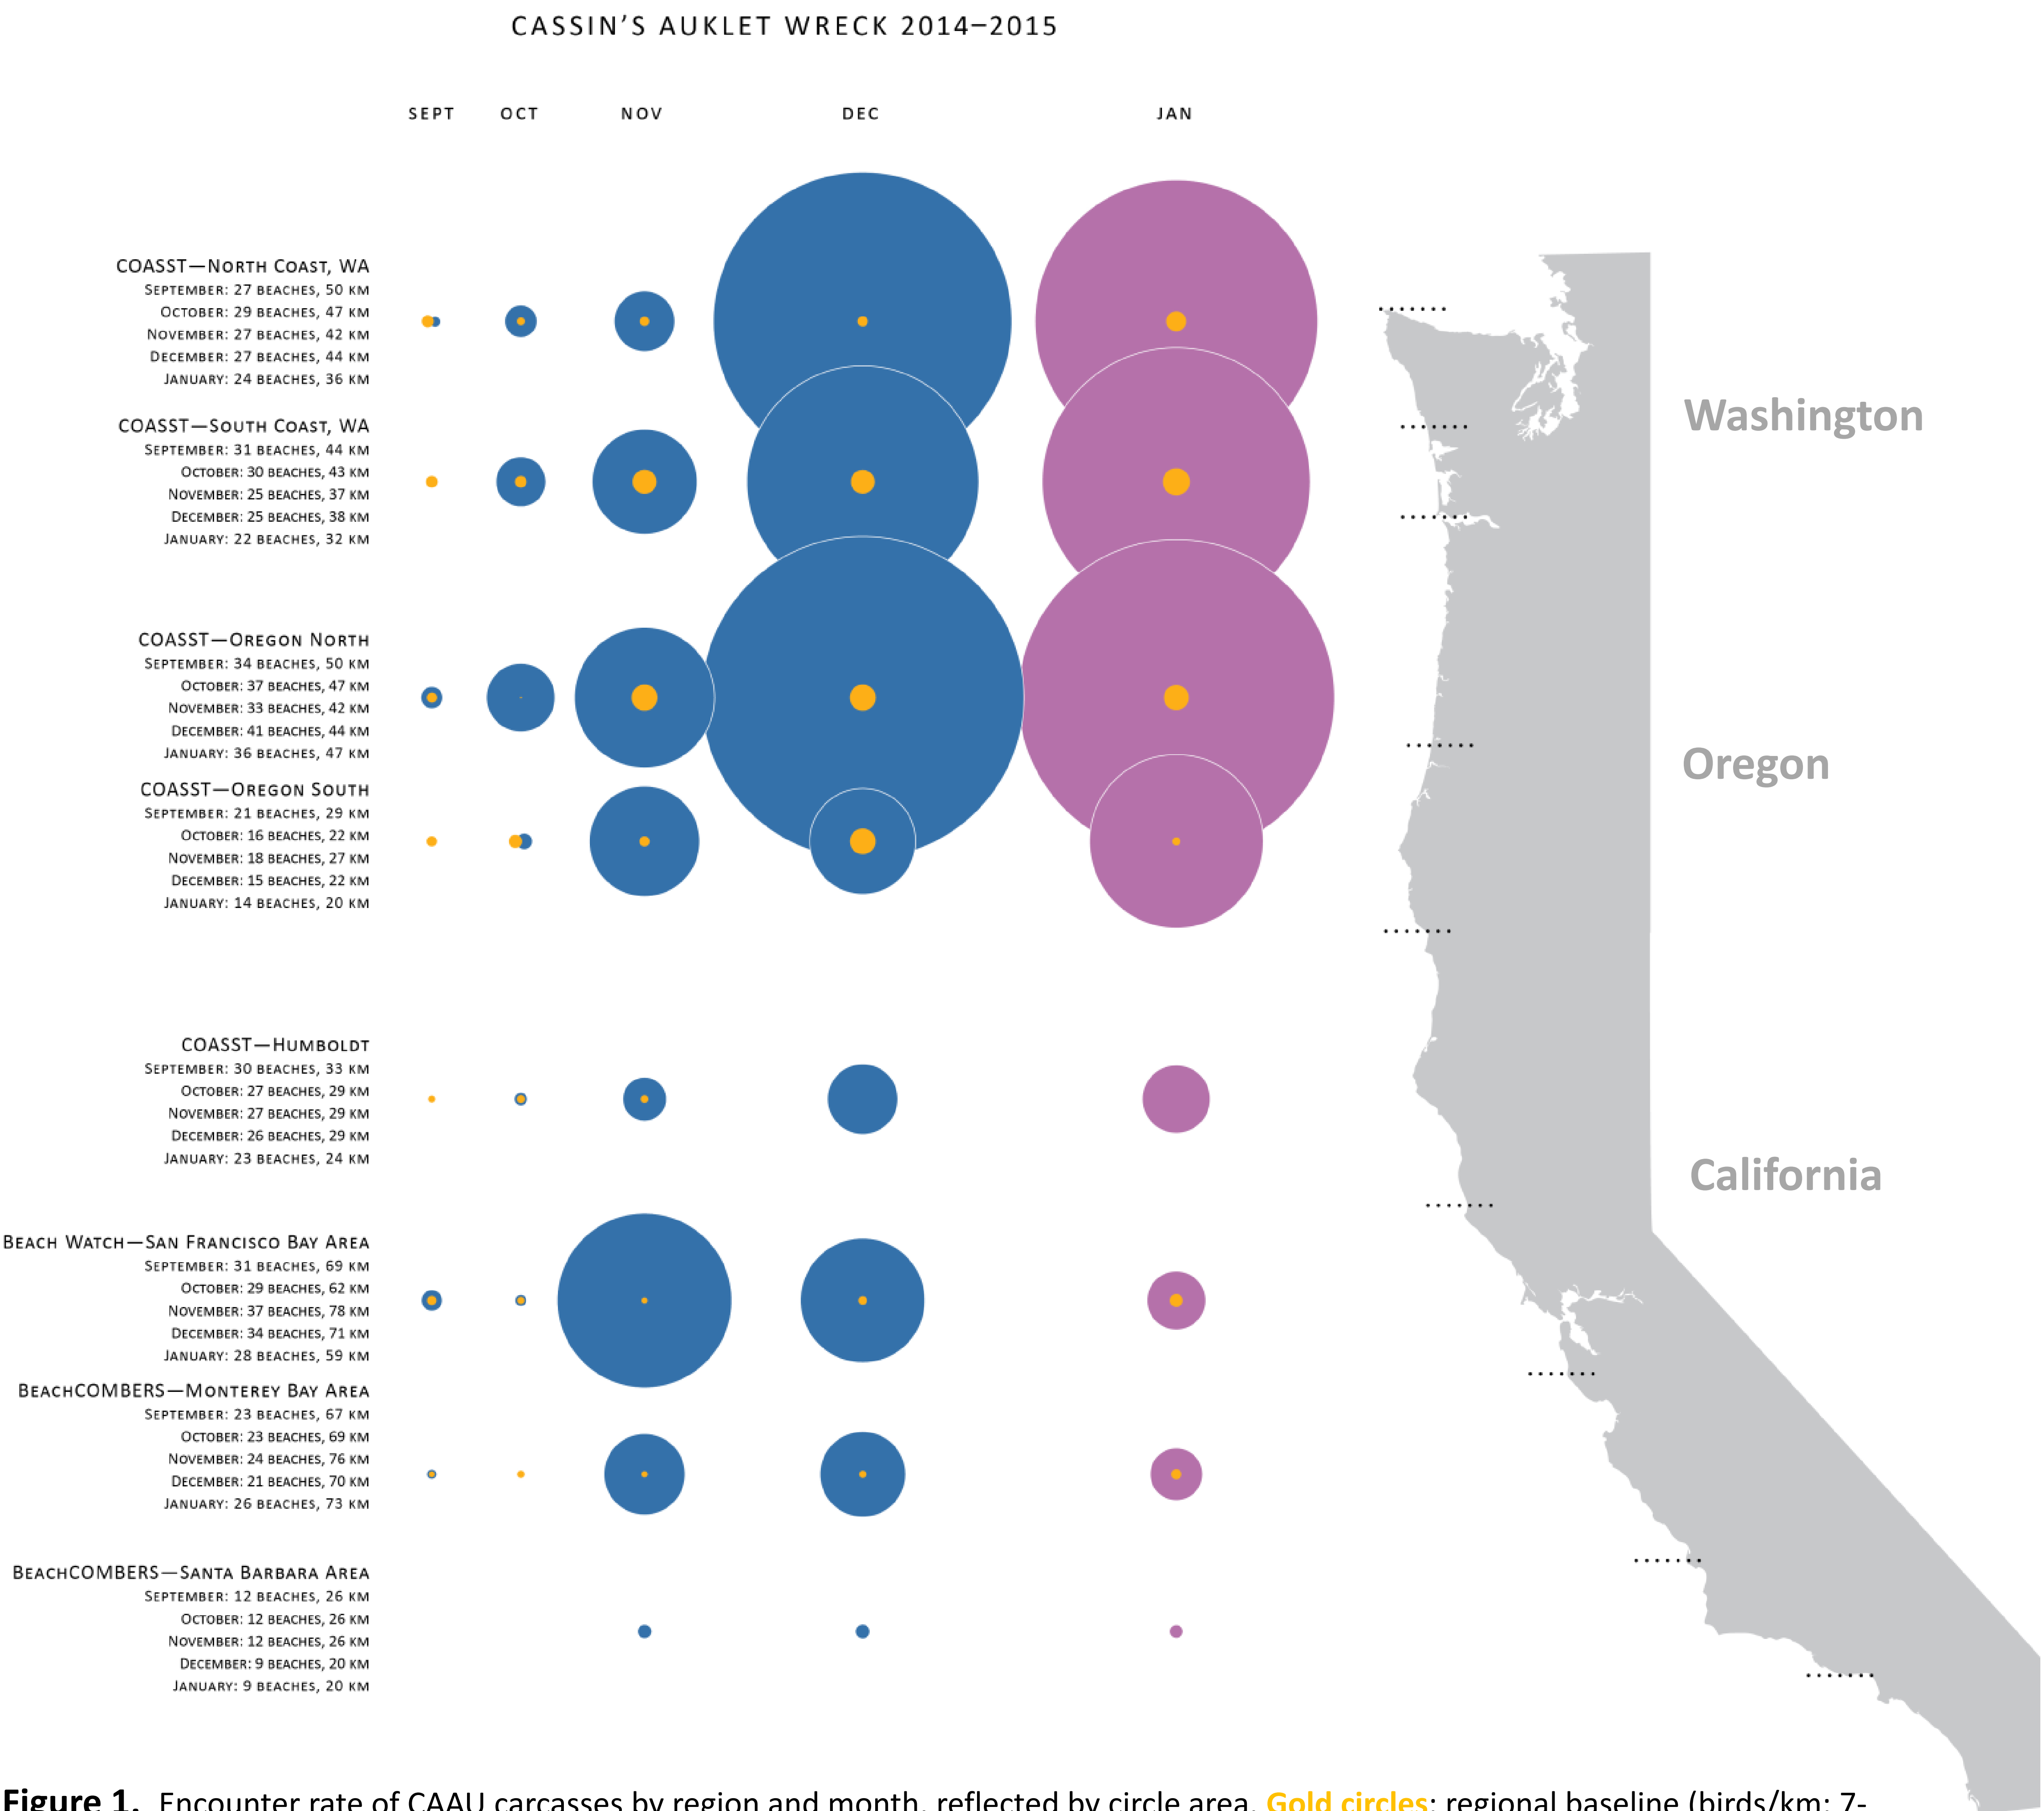 CASSIN'S AUKLET WRECK 2014–2015
SEPT OCT NOV DEC JAN
COASST—North Coast, WA
September: 27 beaches, 50 km
October: 29 beaches, 47 km
November: 27 beaches, 42 km
December: 27 beaches, 44 km
January: 24 beaches, 36 km
COASST—South Coast, WA
September: 31 beaches, 44 km
October: 30 beaches, 43 km
November: 25 beaches, 37 km
December: 25 beaches, 38 km
January: 22 beaches, 32 km
COASST—Oregon North
September: 34 beaches, 50 km
October: 37 beaches, 47 km
November: 33 beaches, 42 km
December: 41 beaches, 44 km
January: 36 beaches, 47 km
COASST—Oregon South
September: 21 beaches, 29 km
October: 16 beaches, 22 km
November: 18 beaches, 27 km
December: 15 beaches, 22 km
January: 14 beaches, 20 km
COASST—Humboldt
September: 30 beaches, 33 km
October: 27 beaches, 29 km
November: 27 beaches, 29 km
December: 26 beaches, 29 km
January: 23 beaches, 24 km
Beach Watch—San Francisco Bay Area
September: 31 beaches, 69 km
October: 29 beaches, 62 km
November: 37 beaches, 78 km
December: 34 beaches, 71 km
January: 28 beaches, 59 km
BeachCOMBERS—Monterey Bay Area
September: 23 beaches, 67 km
October: 23 beaches, 69 km
November: 24 beaches, 76 km
December: 21 beaches, 70 km
January: 26 beaches, 73 km
BeachCOMBERS—Santa Barbara Area
September: 12 beaches, 26 km
October: 12 beaches, 26 km
November: 12 beaches, 26 km
December: 9 beaches, 20 km
January: 9 beaches, 20 km
Washington
Oregon
California
Figure 1. Encounter rate of CAAU carcasses by region and month, reflected by circle area. Gold circles: regional baseline (birds/km; 7-